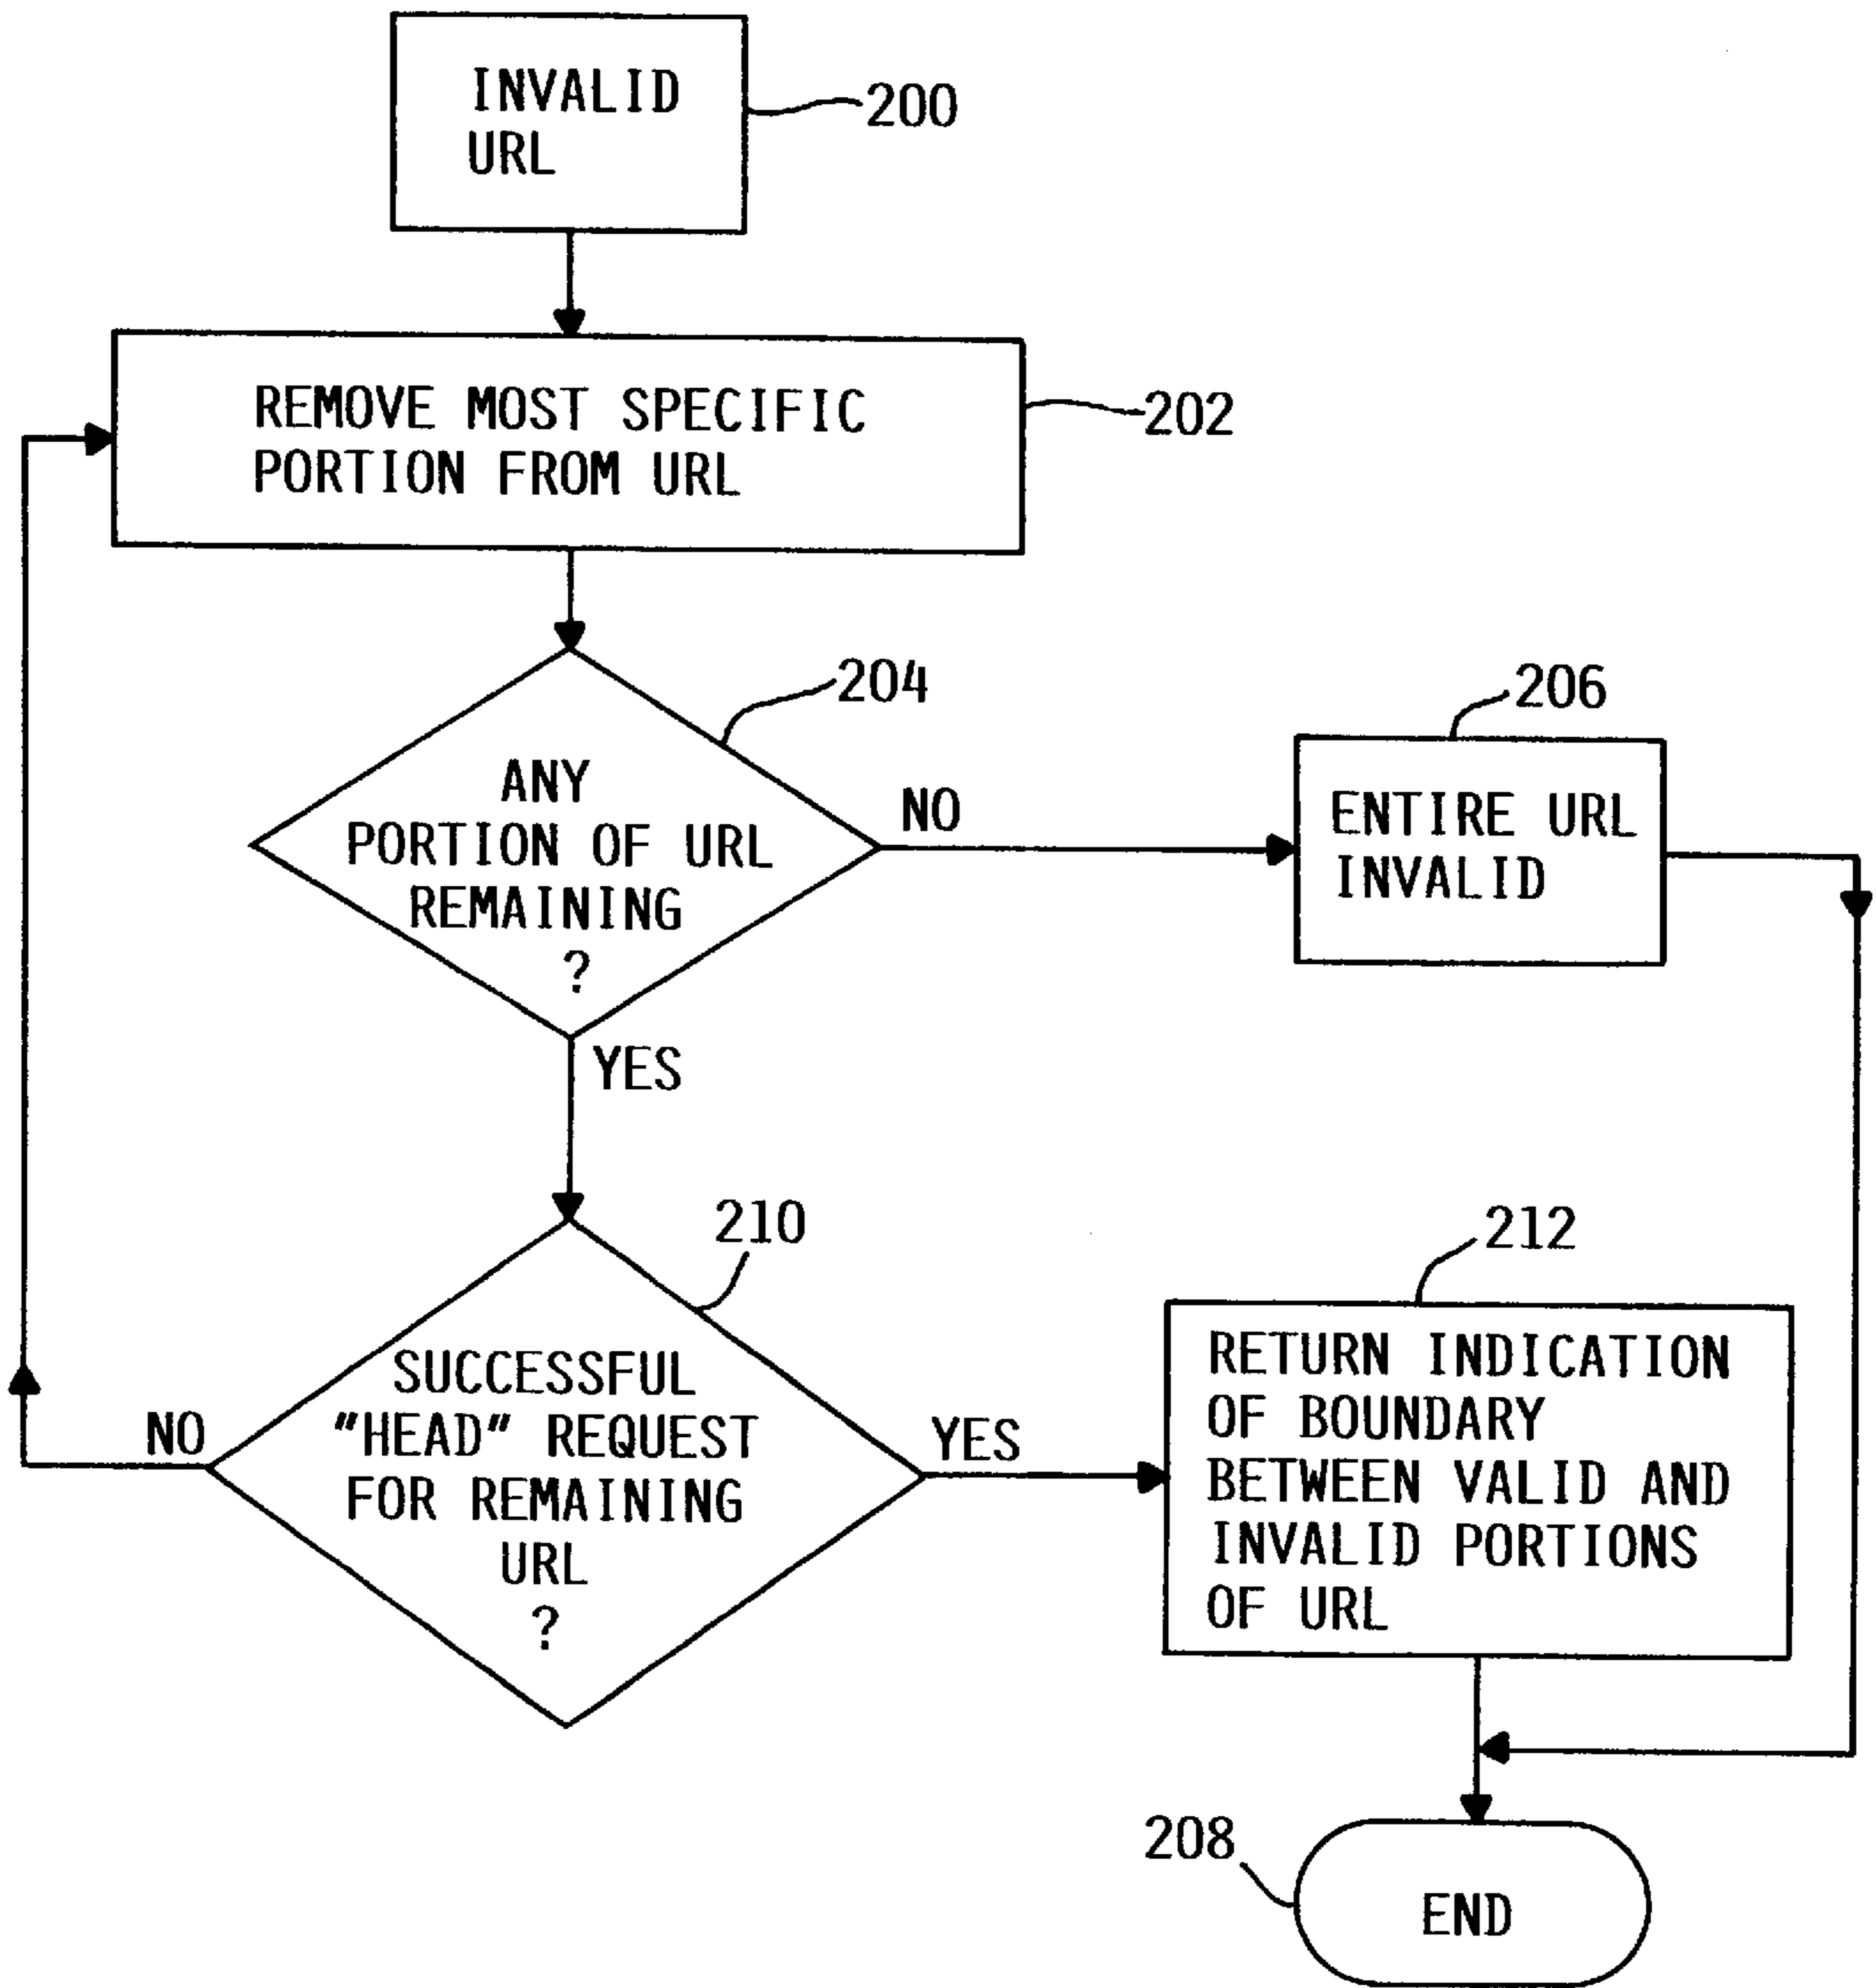 INVALID
URL
200
REMOVE MOST SPECIFIC
PORTION FROM URL
202
204
ANY
PORTION OF URL
REMAINING
?
NO
206
ENTIRE URL
INVALID
YES
210
SUCCESSFUL
"HEAD" REQUEST
FOR REMAINING
URL
?
NO
YES
212
RETURN INDICATION
OF BOUNDARY
BETWEEN VALID AND
INVALID PORTIONS
OF URL
208
END